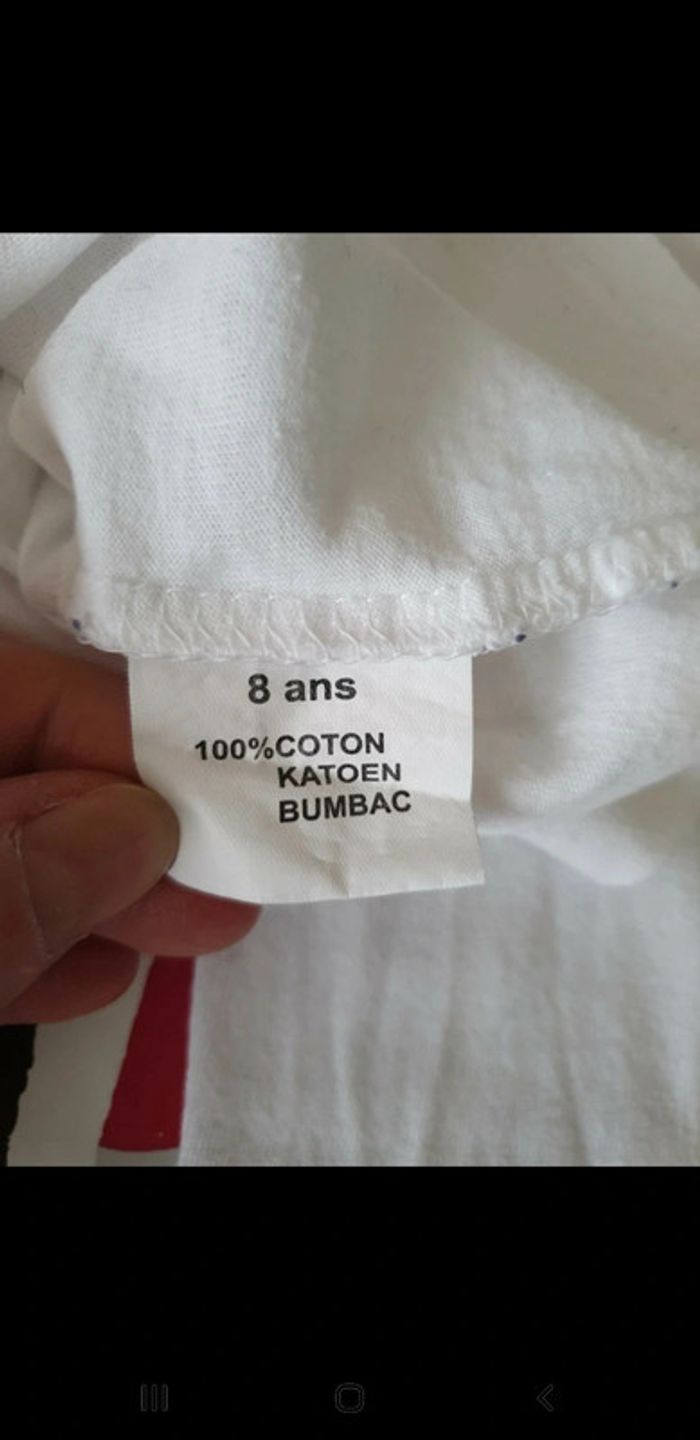 8 ans
100%COTON
KATOEN
BUMBAC